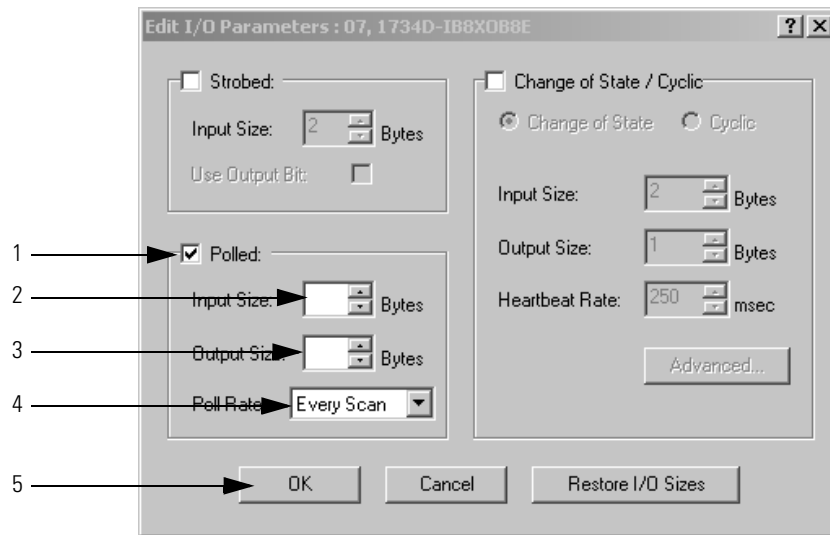 Edit I/O Parameters : 07, 1734D-IB8XOB8E
Strobed:
Input Size: 2 Bytes
Use Output Bit:
Change of State / Cyclic
Change of State Cyclic
Input Size: 2 Bytes
Output Size: 1 Bytes
Heartbeat Rate: 250 msec
Advanced...
1 Polled:
2 Input Size: Bytes
3 Output Size: Bytes
4 Poll Rate: Every Scan
5 OK Cancel Restore I/O Sizes